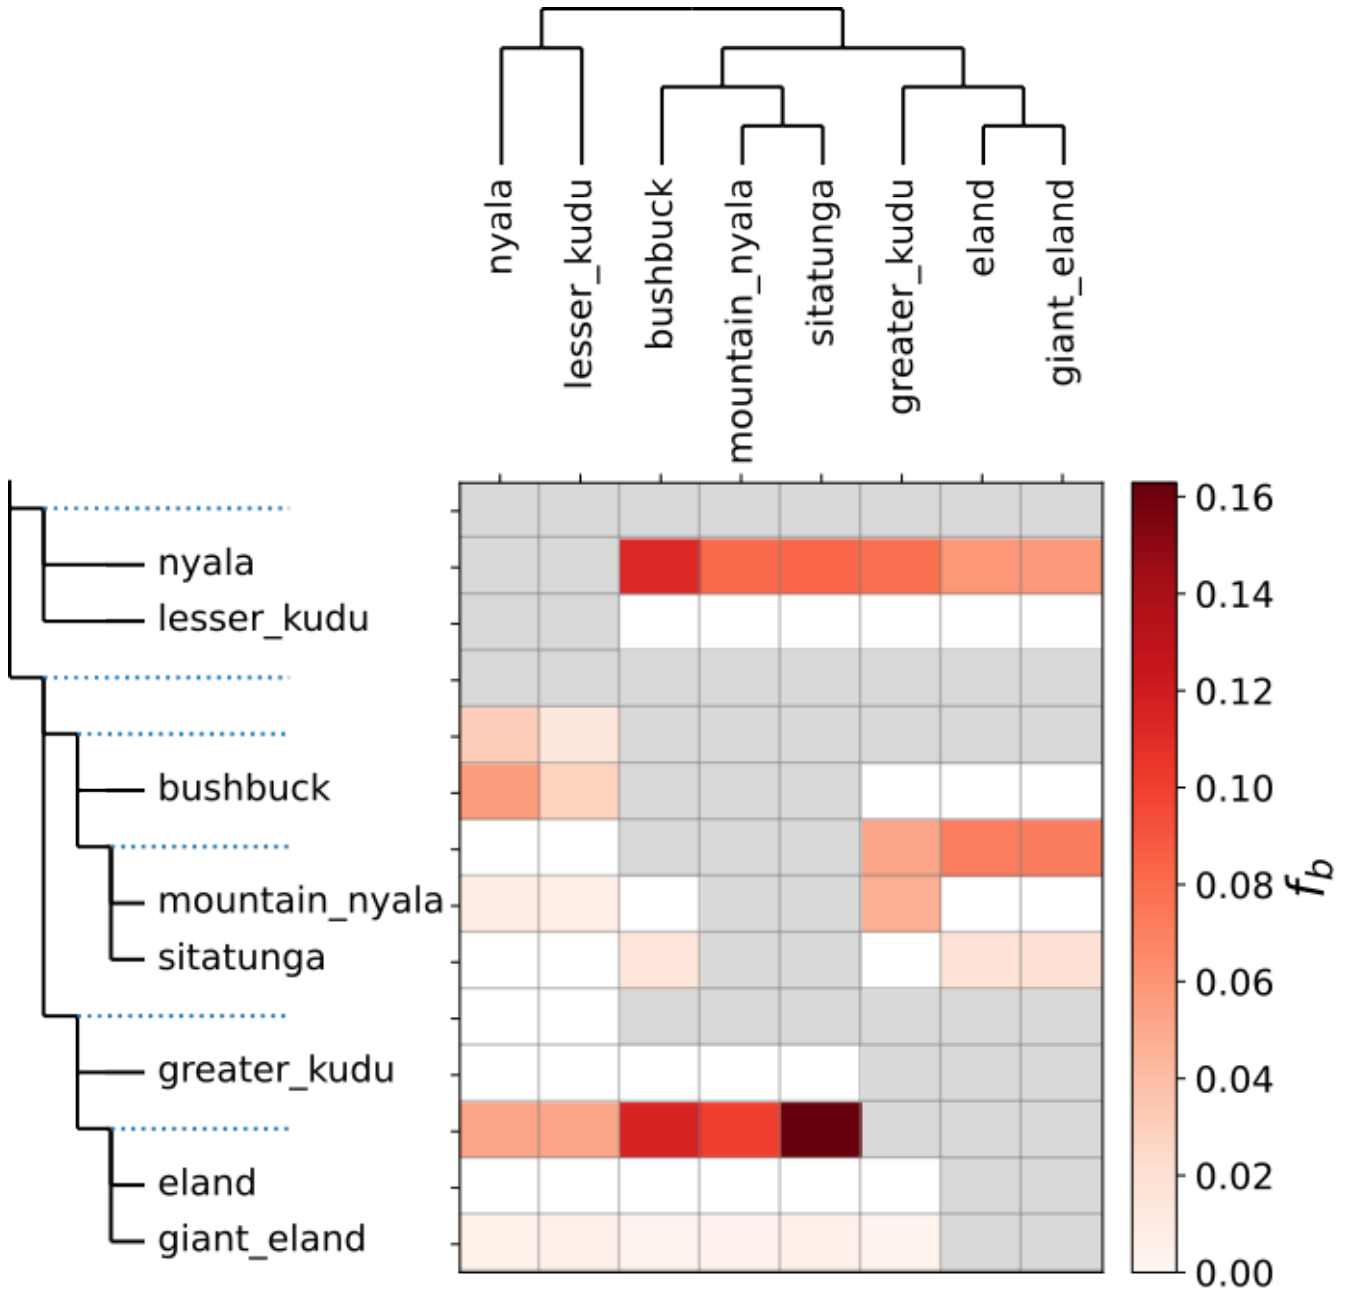 nyala
lesser_kudu
bushbuck
mountain_nyala
sitatunga
greater_kudu
eland
giant_eland
nyala
lesser_kudu
bushbuck
mountain_nyala
sitatunga
greater_kudu
eland
giant_eland
0.16
0.14
0.12
0.10
0.08
0.06
0.04
0.02
0.00
f_b